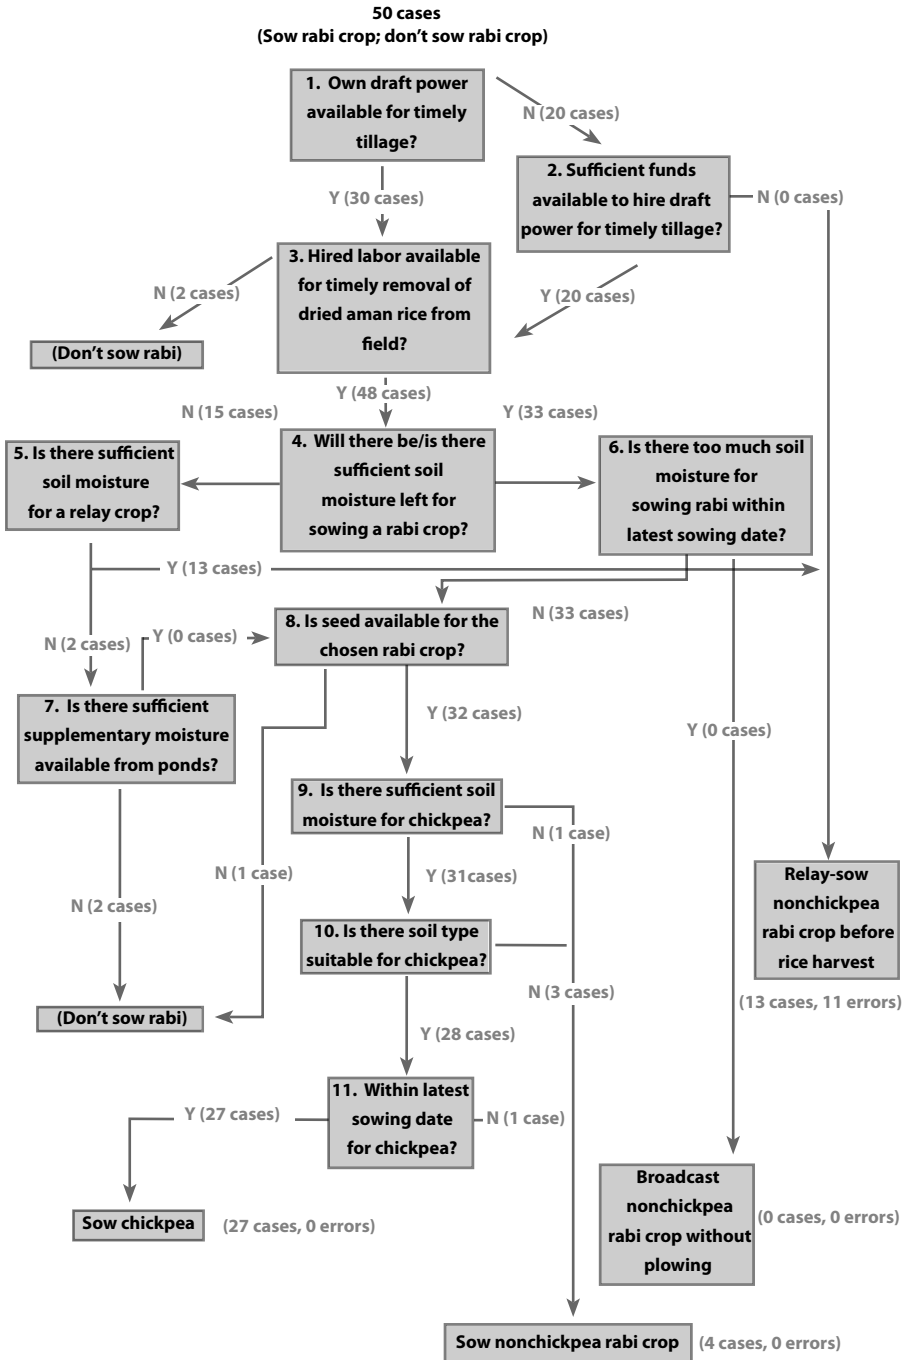 50 cases
(Sow rabi crop; don't sow rabi crop)
1. Own draft power
available for timely
tillage?
N (20 cases)
2. Sufficient funds
available to hire draft
power for timely tillage?
N (0 cases)
Y (30 cases)
3. Hired labor available
for timely removal of
dried aman rice from
field?
N (2 cases)
Y (20 cases)
(Don't sow rabi)
Y (48 cases)
N (15 cases)
Y (33 cases)
4. Will there be/is there
sufficient soil
moisture left for
sowing a rabi crop?
5. Is there sufficient
soil moisture
for a relay crop?
6. Is there too much soil
moisture for
sowing rabi within
latest sowing date?
Y (13 cases)
N (33 cases)
8. Is seed available for the
chosen rabi crop?
N (2 cases)
Y (0 cases)
7. Is there sufficient
supplementary moisture
available from ponds?
Y (32 cases)
Y (0 cases)
9. Is there sufficient soil
moisture for chickpea?
N (1 case)
N (1 case)
Y (31cases)
N (2 cases)
Relay-sow
nonchickpea
rabi crop before
rice harvest
(13 cases, 11 errors)
10. Is there soil type
suitable for chickpea?
N (3 cases)
(Don't sow rabi)
Y (28 cases)
11. Within latest
sowing date
for chickpea?
Y (27 cases)
N (1 case)
Sow chickpea
(27 cases, 0 errors)
Broadcast
nonchickpea
rabi crop without
plowing
(0 cases, 0 errors)
Sow nonchickpea rabi crop
(4 cases, 0 errors)